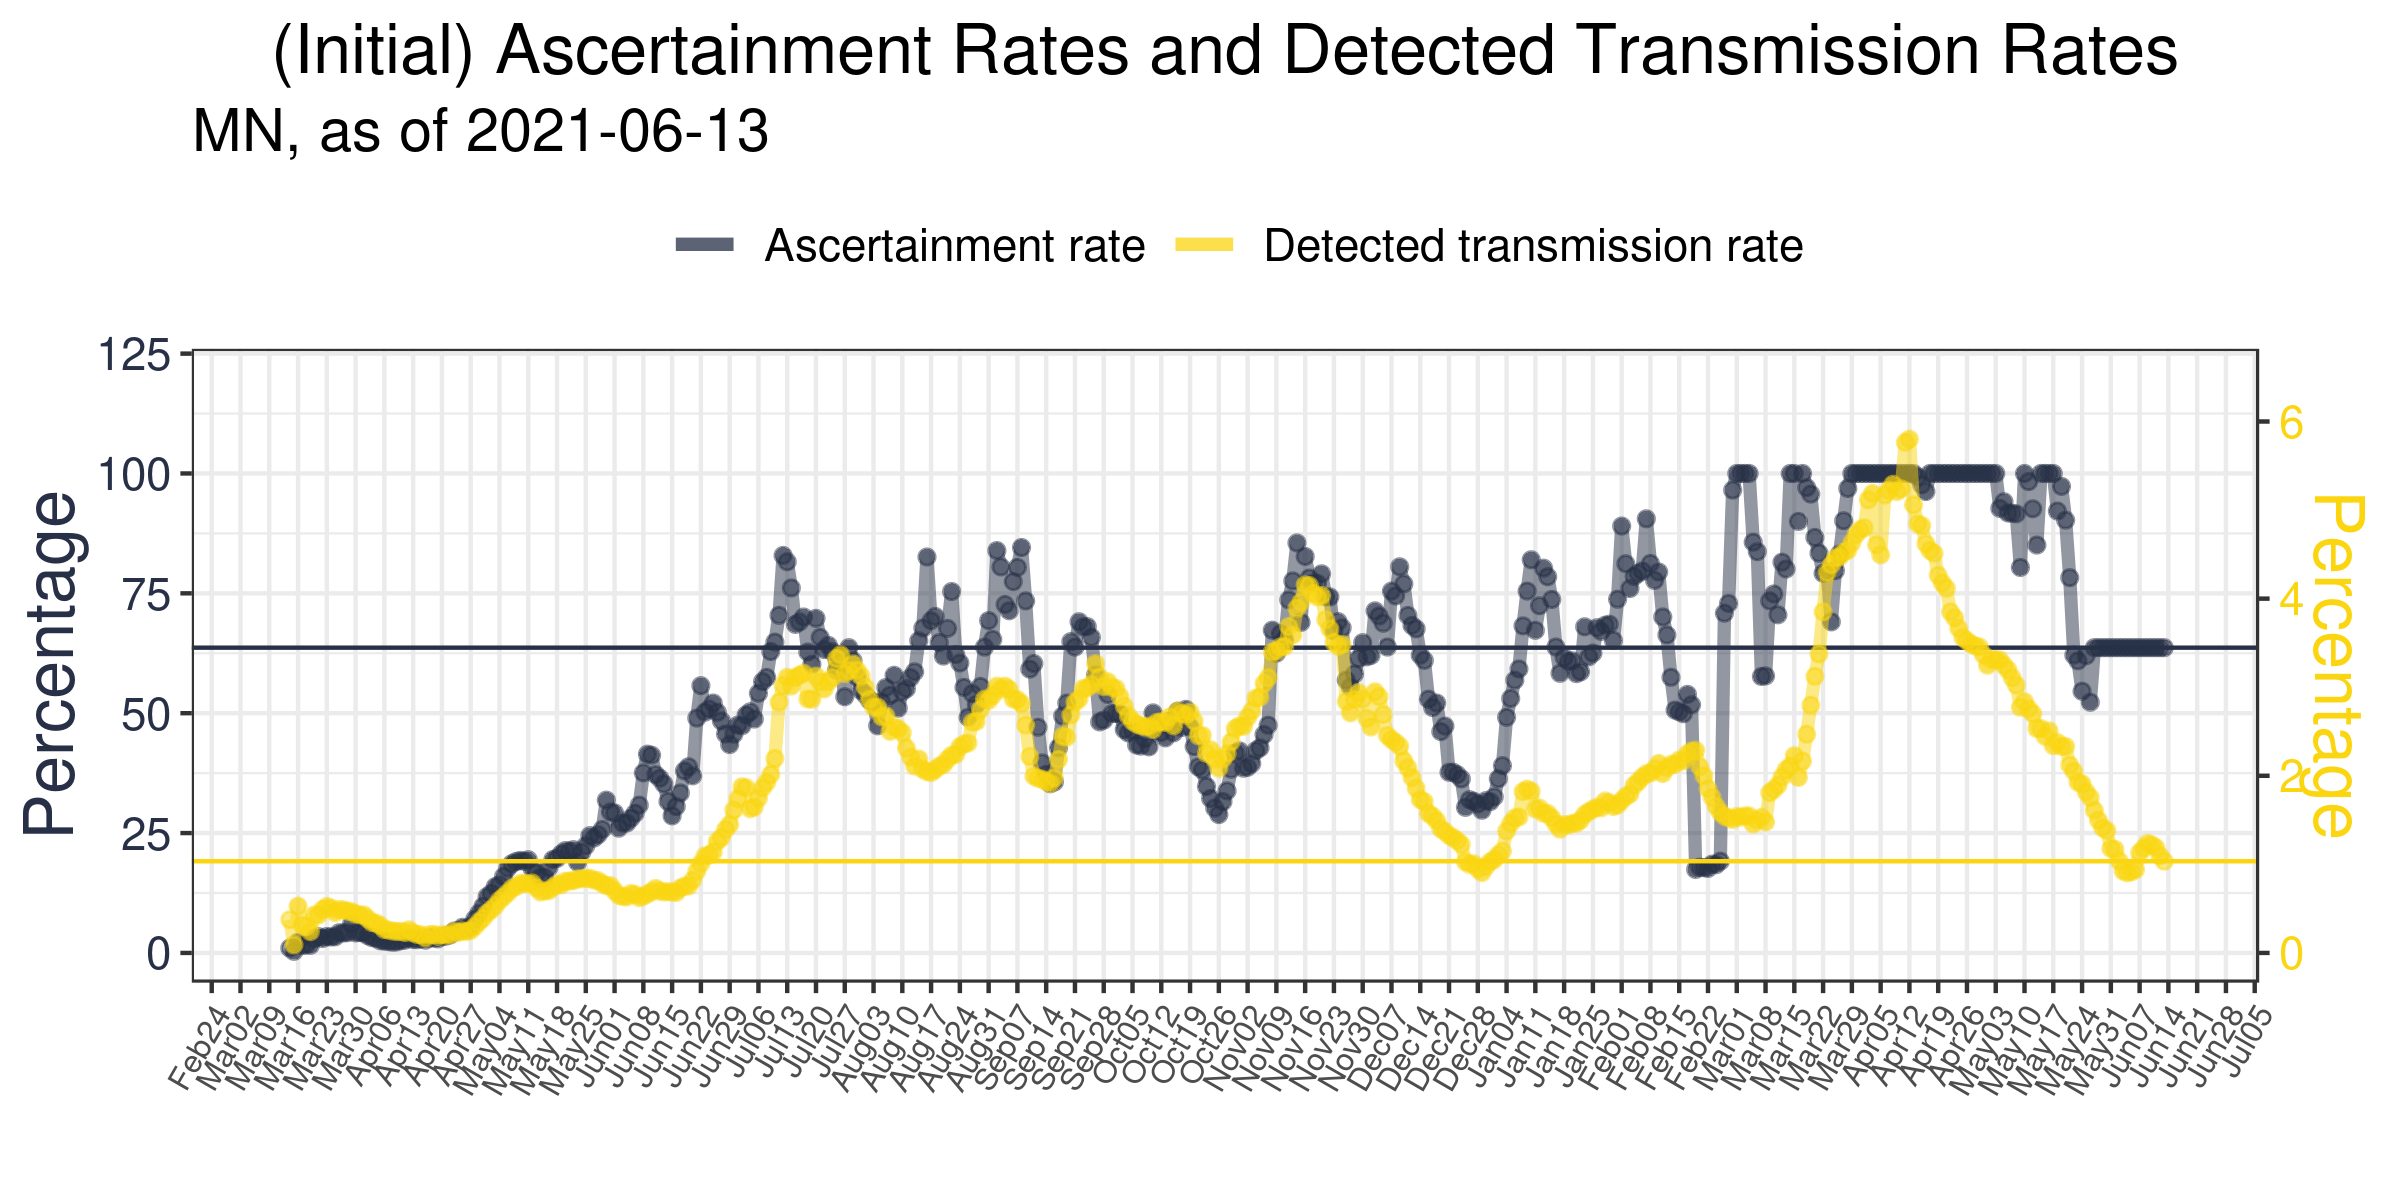 (Initial) Ascertainment Rates and Detected Transmission Rates
MN, as of 2021-06-13
Ascertainment rate
Detected transmission rate
Percentage
125
100
75
50
25
0
6
4
2
0
Percentage
Feb24
Mar02
Mar09
Mar16
Mar23
Mar30
Apr06
Apr13
Apr20
Apr27
May04
May11
May18
May25
Jun01
Jun08
Jun15
Jun22
Jun29
Jul06
Jul13
Jul20
Jul27
Aug03
Aug10
Aug17
Aug24
Aug31
Sep07
Sep14
Sep21
Sep28
Oct05
Oct12
Oct19
Oct26
Nov02
Nov09
Nov16
Nov23
Nov30
Dec07
Dec14
Dec21
Dec28
Jan04
Jan11
Jan18
Jan25
Feb01
Feb08
Feb15
Feb22
Mar01
Mar08
Mar15
Mar22
Mar29
Apr05
Apr12
Apr19
Apr26
May03
May10
May17
May24
May31
Jun07
Jun14
Jun21
Jun28
Jul05